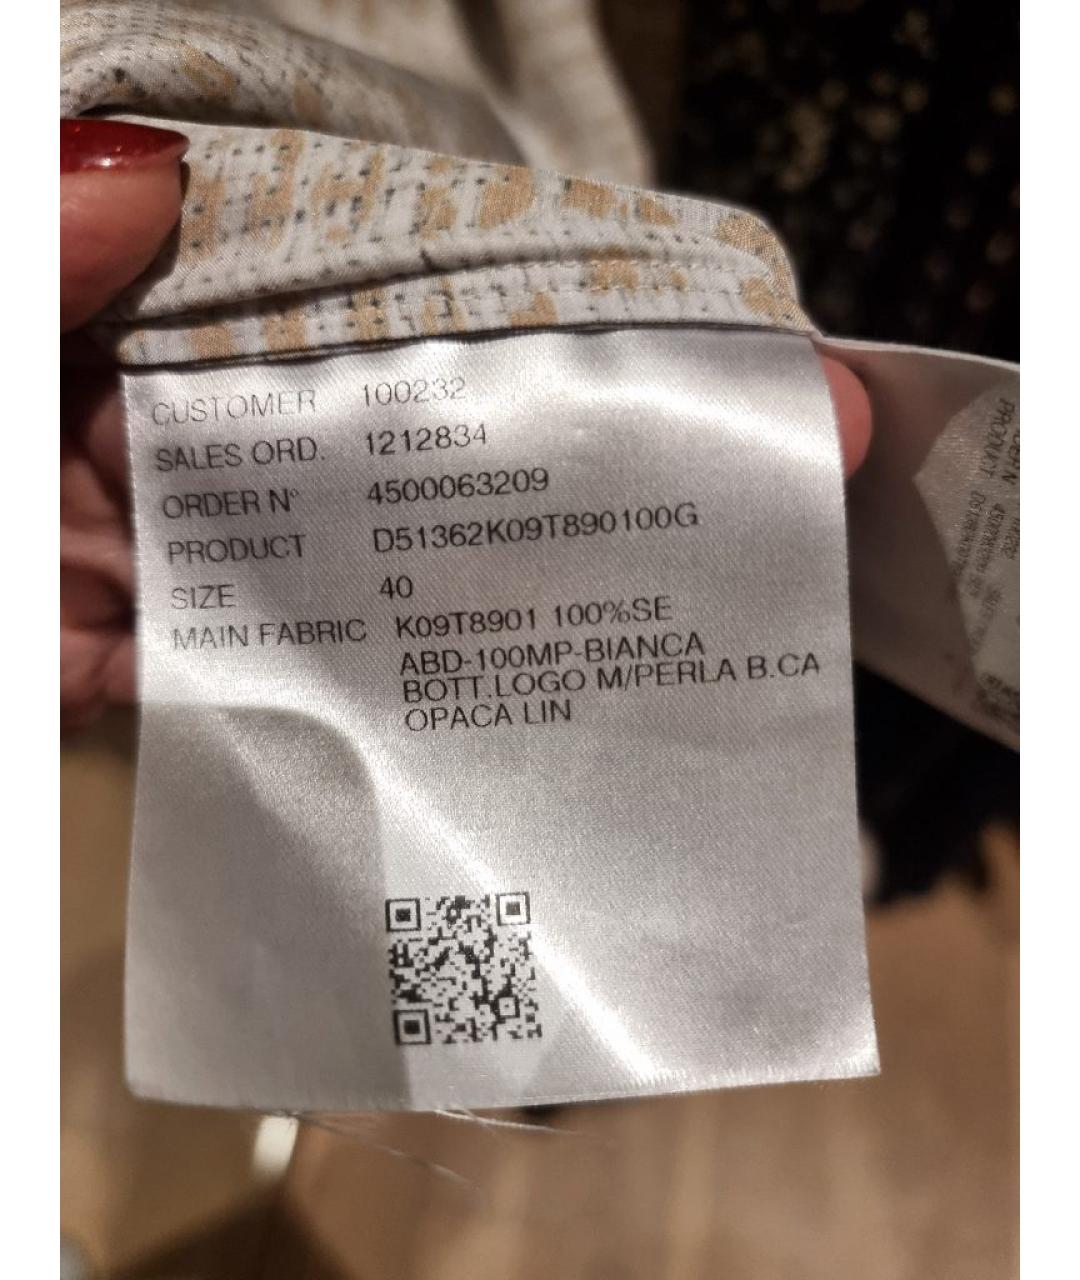 CUSTOMER 100232
SALES ORD. 1212834
ORDER N° 4500063209
PRODUCT D51362K09T890100G
SIZE 40
MAIN FABRIC K09T8901 100%SE
ABD-100MP-BIANCA
BOTT.LOGO M/PERLA B.CA
OPACA LIN
PRODUCT